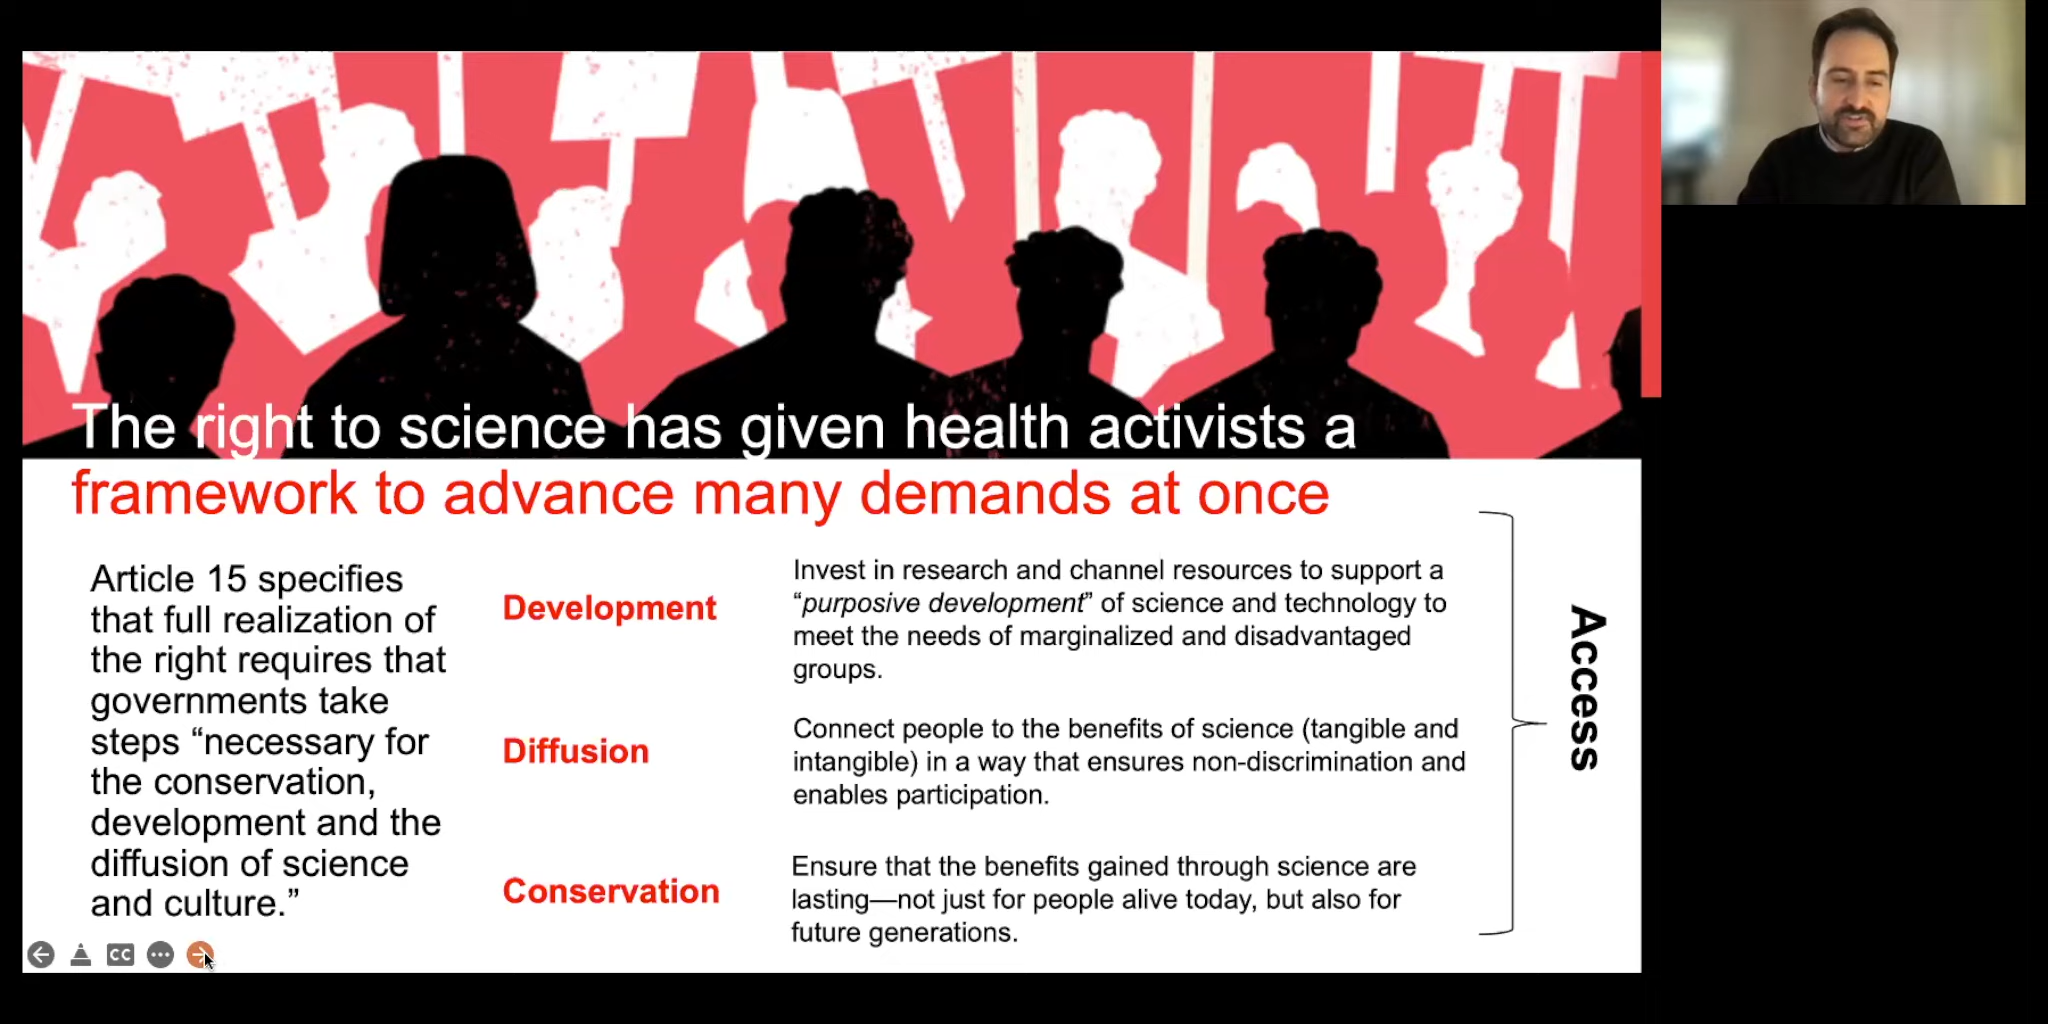 The right to science has given health activists a
framework to advance many demands at once
Article 15 specifies
that full realization of
the right requires that
governments take
steps “necessary for
the conservation,
development and the
diffusion of science
and culture.”
Development
Invest in research and channel resources to support a
“purposive development” of science and technology to
meet the needs of marginalized and disadvantaged
groups.
Diffusion
Connect people to the benefits of science (tangible and
intangible) in a way that ensures non-discrimination and
enables participation.
Conservation
Ensure that the benefits gained through science are
lasting—not just for people alive today, but also for
future generations.
Access
CC